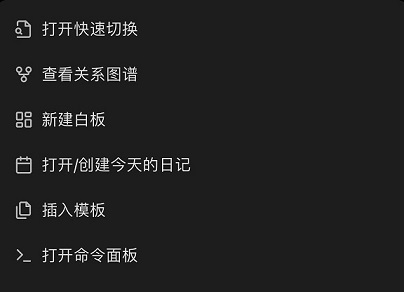 打开快速切换
查看关系图谱
新建白板
打开/创建今天的日记
插入模板
打开命令面板